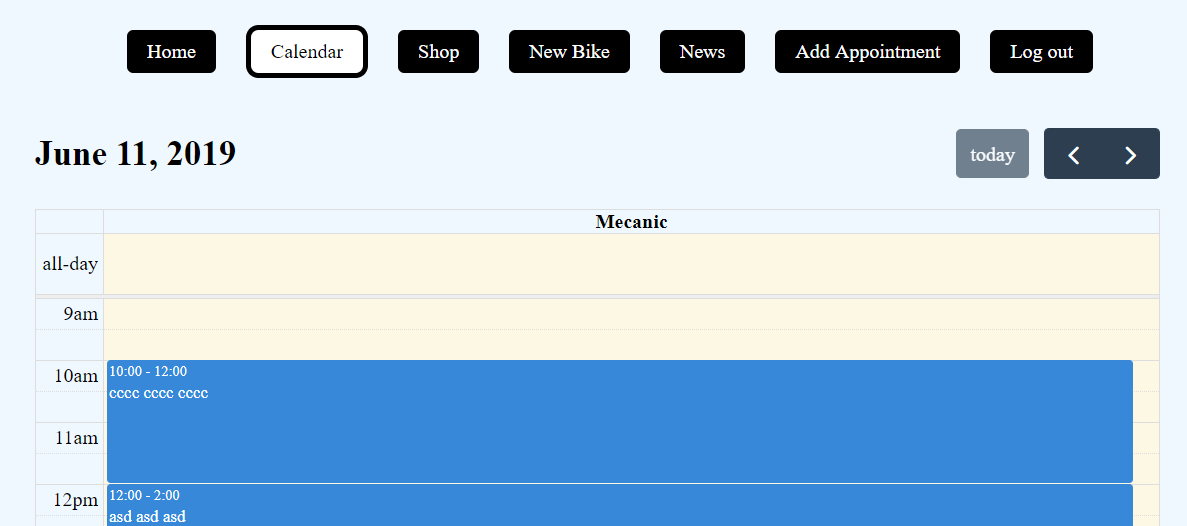 Home Calendar Shop New Bike News Add Appointment Log out
June 11, 2019 today
Mecanic
all-day
9am
10am 10:00 - 12:00
cccc cccc cccc
11am
12pm 12:00 - 2:00
asd asd asd